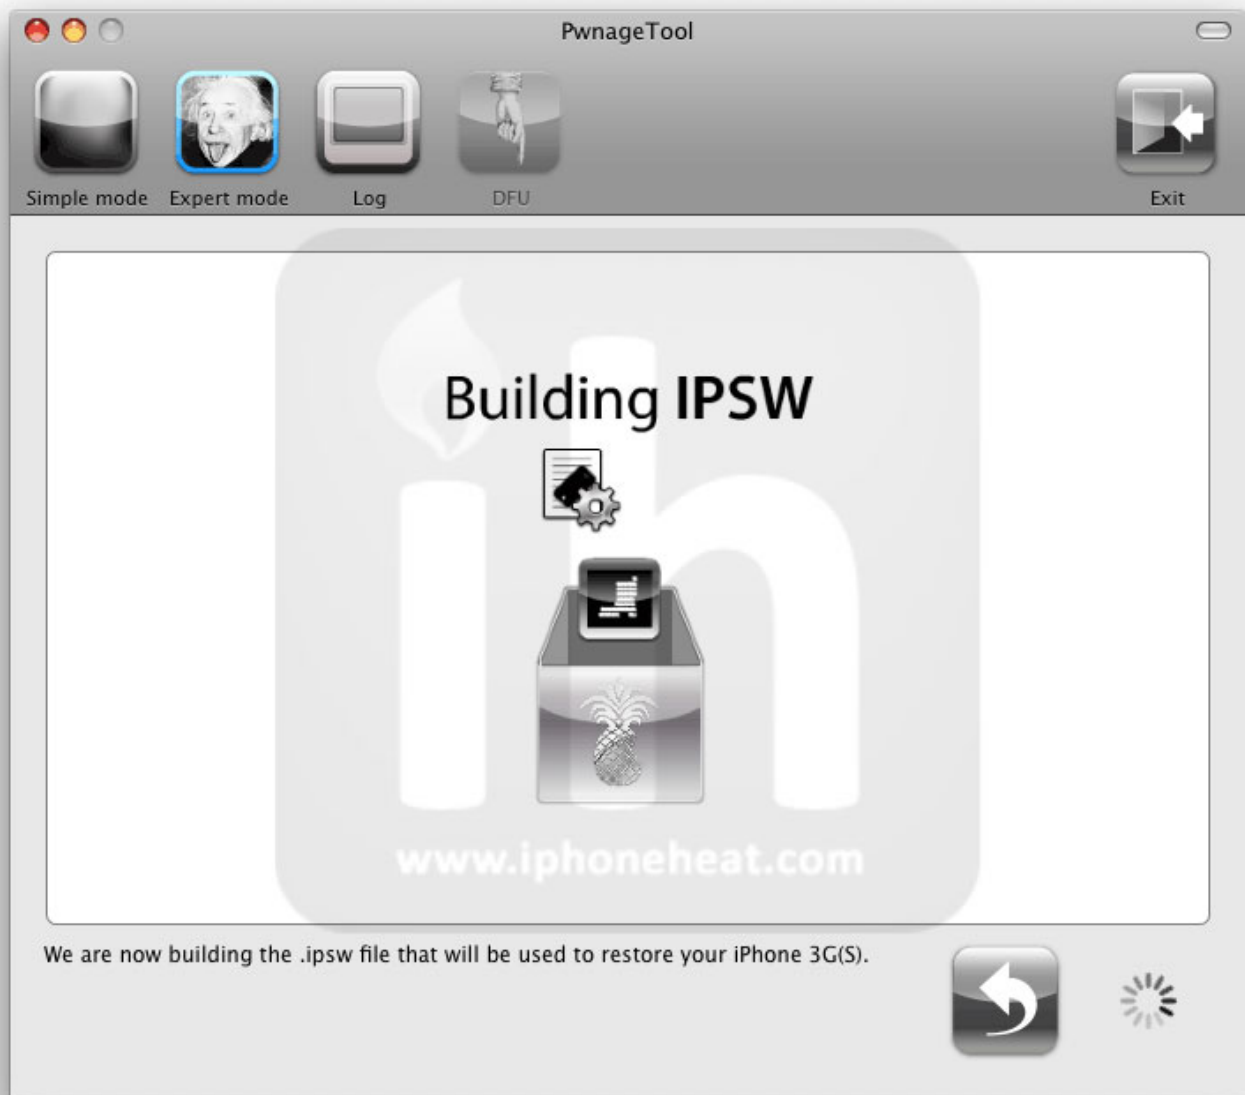 PwnageTool
Simple mode
Expert mode
Log
DFU
Exit
Building IPSW
ih
www.iphoneheat.com
We are now building the .ipsw file that will be used to restore your iPhone 3G(S).